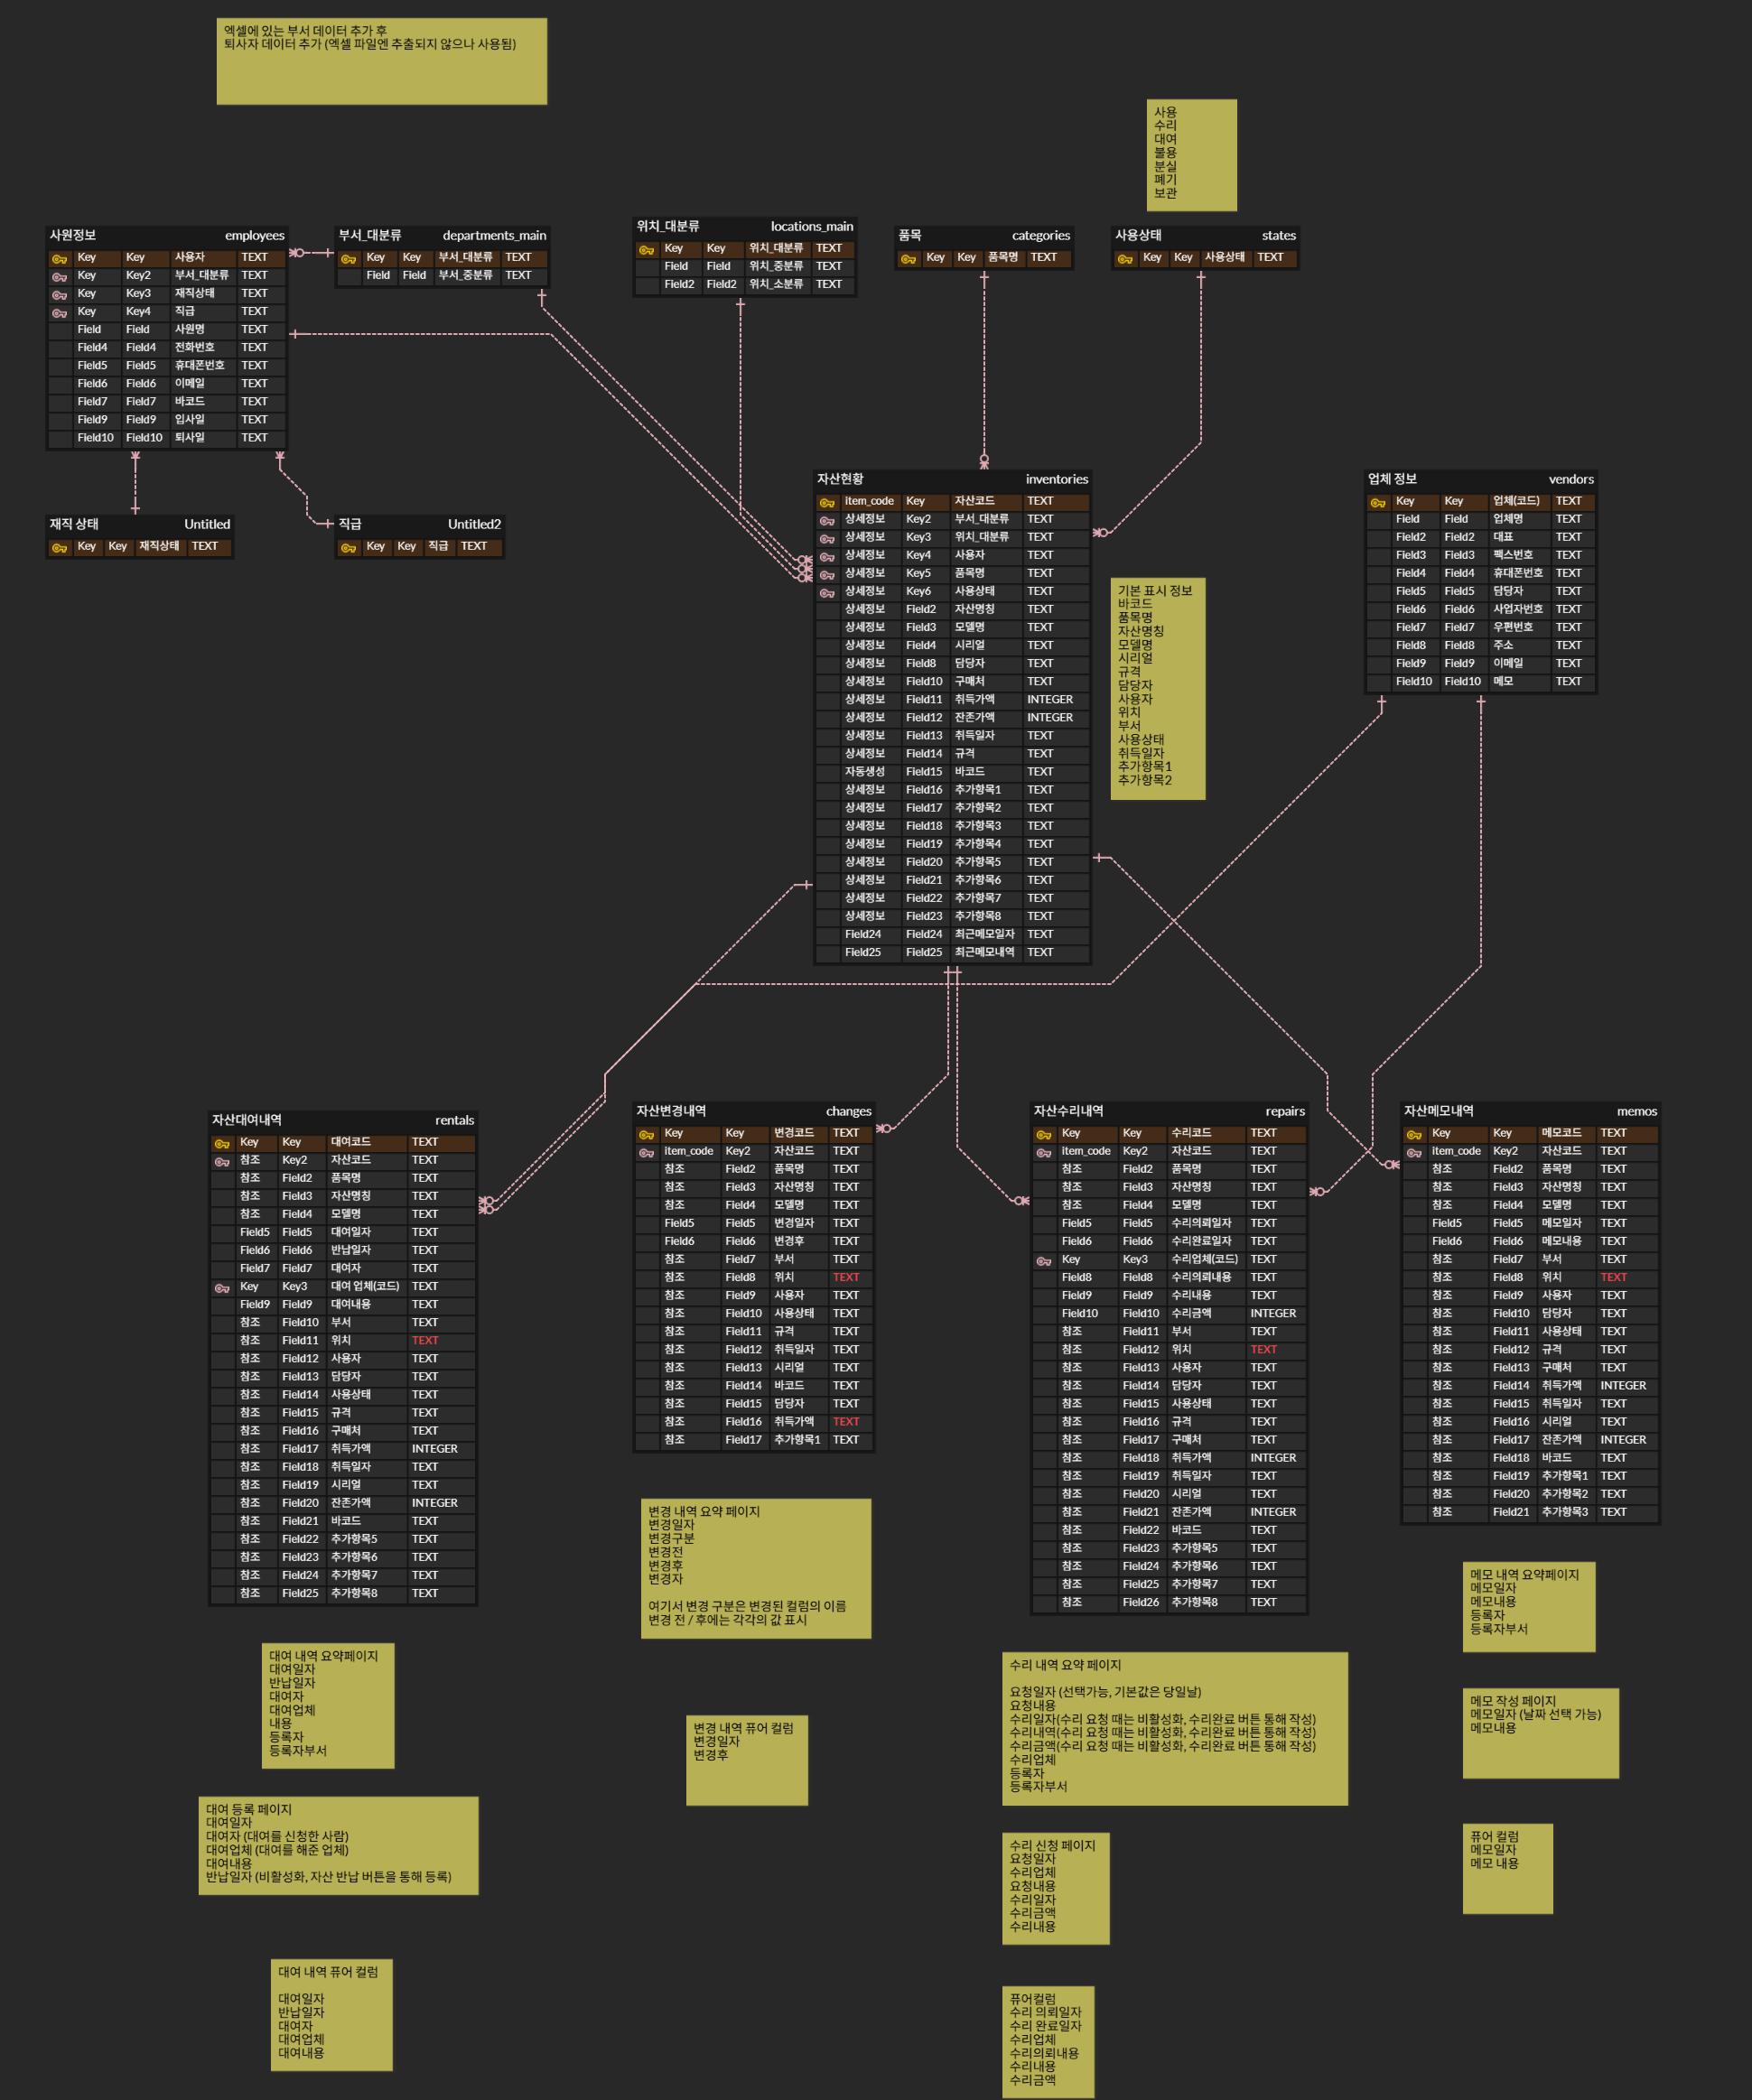 엑셀에 있는 부서 데이터 추가 후
퇴사자 데이터 추가 (엑셀 파일엔 추출되지 않으나 사용됨)
사용
수리
대여
불용
분실
폐기
보관
사원정보 employees
Key Key 사용자 TEXT
Key Key2 부서_대분류 TEXT
Key Key3 재직상태 TEXT
Key Key4 직급 TEXT
Field Field 사원명 TEXT
Field4 Field4 전화번호 TEXT
Field5 Field5 휴대폰번호 TEXT
Field6 Field6 이메일 TEXT
Field7 Field7 바코드 TEXT
Field9 Field9 입사일 TEXT
Field10 Field10 퇴사일 TEXT
부서_대분류 departments_main
Key Key 부서_대분류 TEXT
Field Field 부서_중분류 TEXT
위치_대분류 locations_main
Key Key 위치_대분류 TEXT
Field Field 위치_중분류 TEXT
Field2 Field2 위치_소분류 TEXT
품목 categories
Key Key 품목명 TEXT
사용상태 states
Key Key 사용상태 TEXT
재직 상태 Untitled
Key Key 재직상태 TEXT
직급 Untitled2
Key Key 직급 TEXT
자산현황 inventories
item_code Key 자산코드 TEXT
상세정보 Key2 부서_대분류 TEXT
상세정보 Key3 위치_대분류 TEXT
상세정보 Key4 사용자 TEXT
상세정보 Key5 품목명 TEXT
상세정보 Key6 사용상태 TEXT
상세정보 Field2 자산명칭 TEXT
상세정보 Field3 모델명 TEXT
상세정보 Field4 시리얼 TEXT
상세정보 Field8 담당자 TEXT
상세정보 Field10 구매처 TEXT
상세정보 Field11 취득가액 INTEGER
상세정보 Field12 잔존가액 INTEGER
상세정보 Field13 취득일자 TEXT
상세정보 Field14 규격 TEXT
자동생성 Field15 바코드 TEXT
상세정보 Field16 추가항목1 TEXT
상세정보 Field17 추가항목2 TEXT
상세정보 Field18 추가항목3 TEXT
상세정보 Field19 추가항목4 TEXT
상세정보 Field20 추가항목5 TEXT
상세정보 Field21 추가항목6 TEXT
상세정보 Field22 추가항목7 TEXT
상세정보 Field23 추가항목8 TEXT
Field24 Field24 최근메모일자 TEXT
Field25 Field25 최근메모내역 TEXT
기본 표시 정보
바코드
품목명
자산명칭
모델명
시리얼
규격
담당자
사용자
위치
부서
사용상태
취득일자
추가항목1
추가항목2
업체 정보 vendors
Key Key 업체(코드) TEXT
Field Field 업체명 TEXT
Field2 Field2 대표 TEXT
Field3 Field3 팩스번호 TEXT
Field4 Field4 휴대폰번호 TEXT
Field5 Field5 담당자 TEXT
Field6 Field6 사업자번호 TEXT
Field7 Field7 우편번호 TEXT
Field8 Field8 주소 TEXT
Field9 Field9 이메일 TEXT
Field10 Field10 메모 TEXT
자산대여내역 rentals
Key Key 대여코드 TEXT
참조 Key2 자산코드 TEXT
참조 Field2 품목명 TEXT
참조 Field3 자산명칭 TEXT
참조 Field4 모델명 TEXT
Field5 Field5 대여일자 TEXT
Field6 Field6 반납일자 TEXT
Field7 Field7 대여자 TEXT
Key Key3 대여 업체(코드) TEXT
Field9 Field9 대여내용 TEXT
참조 Field10 부서 TEXT
참조 Field11 위치 TEXT
참조 Field12 사용자 TEXT
참조 Field13 담당자 TEXT
참조 Field14 사용상태 TEXT
참조 Field15 규격 TEXT
참조 Field16 구매처 TEXT
참조 Field17 취득가액 INTEGER
참조 Field18 취득일자 TEXT
참조 Field19 시리얼 TEXT
참조 Field20 잔존가액 INTEGER
참조 Field21 바코드 TEXT
참조 Field22 추가항목5 TEXT
참조 Field23 추가항목6 TEXT
참조 Field24 추가항목7 TEXT
참조 Field25 추가항목8 TEXT
자산변경내역 changes
Key Key 변경코드 TEXT
item_code Key2 자산코드 TEXT
참조 Field2 품목명 TEXT
참조 Field3 자산명칭 TEXT
참조 Field4 모델명 TEXT
Field5 Field5 변경일자 TEXT
Field6 Field6 변경후 TEXT
참조 Field7 부서 TEXT
참조 Field8 위치 TEXT
참조 Field9 사용자 TEXT
참조 Field10 사용상태 TEXT
참조 Field11 규격 TEXT
참조 Field12 취득일자 TEXT
참조 Field13 시리얼 TEXT
참조 Field14 바코드 TEXT
참조 Field15 담당자 TEXT
참조 Field16 취득가액 TEXT
참조 Field17 추가항목1 TEXT
자산수리내역 repairs
Key Key 수리코드 TEXT
item_code Key2 자산코드 TEXT
참조 Field2 품목명 TEXT
참조 Field3 자산명칭 TEXT
참조 Field4 모델명 TEXT
Field5 Field5 수리의뢰일자 TEXT
Field6 Field6 수리완료일자 TEXT
Key Key3 수리업체(코드) TEXT
Field8 Field8 수리의뢰내용 TEXT
Field9 Field9 수리내용 TEXT
Field10 Field10 수리금액 INTEGER
참조 Field11 부서 TEXT
참조 Field12 위치 TEXT
참조 Field13 사용자 TEXT
참조 Field14 담당자 TEXT
참조 Field15 사용상태 TEXT
참조 Field16 규격 TEXT
참조 Field17 구매처 TEXT
참조 Field18 취득가액 INTEGER
참조 Field19 취득일자 TEXT
참조 Field20 시리얼 TEXT
참조 Field21 잔존가액 INTEGER
참조 Field22 바코드 TEXT
참조 Field23 추가항목5 TEXT
참조 Field24 추가항목6 TEXT
참조 Field25 추가항목7 TEXT
참조 Field26 추가항목8 TEXT
자산메모내역 memos
Key Key 메모코드 TEXT
item_code Key2 자산코드 TEXT
참조 Field2 품목명 TEXT
참조 Field3 자산명칭 TEXT
참조 Field4 모델명 TEXT
Field5 Field5 메모일자 TEXT
Field6 Field6 메모내용 TEXT
참조 Field7 부서 TEXT
참조 Field8 위치 TEXT
참조 Field9 사용자 TEXT
참조 Field10 담당자 TEXT
참조 Field11 사용상태 TEXT
참조 Field12 규격 TEXT
참조 Field13 구매처 TEXT
참조 Field14 취득가액 INTEGER
참조 Field15 취득일자 TEXT
참조 Field16 시리얼 TEXT
참조 Field17 잔존가액 INTEGER
참조 Field18 바코드 TEXT
참조 Field19 추가항목1 TEXT
참조 Field20 추가항목2 TEXT
참조 Field21 추가항목3 TEXT
대여 내역 요약페이지
대여일자
반납일자
대여자
대여업체
내용
등록자
등록자부서
대여 등록 페이지
대여일자
대여자 (대여를 신청한 사람)
대여업체 (대여를 해준 업체)
대여내용
반납일자 (비활성화, 자산 반납 버튼을 통해 등록)
대여 내역 퓨어 컬럼
대여일자
반납일자
대여자
대여업체
대여내용
변경 내역 요약 페이지
변경일자
변경구분
변경전
변경후
변경자
여기서 변경 구분은 변경된 컬럼의 이름
변경 전 / 후에는 각각의 값 표시
변경 내역 퓨어 컬럼
변경일자
변경후
수리 내역 요약 페이지
요청일자 (선택가능, 기본값은 당일날)
요청내용
수리일자(수리 요청 때는 비활성화, 수리완료 버튼 통해 작성)
수리내역(수리 요청 때는 비활성화, 수리완료 버튼 통해 작성)
수리금액(수리 요청 때는 비활성화, 수리완료 버튼 통해 작성)
수리업체
등록자
등록자부서
수리 신청 페이지
요청일자
수리업체
요청내용
수리일자
수리금액
수리내용
퓨어컬럼
수리 의뢰일자
수리 완료일자
수리업체
수리의뢰내용
수리내용
수리금액
메모 내역 요약페이지
메모일자
메모내용
등록자
등록자부서
메모 작성 페이지
메모일자 (날짜 선택 가능)
메모내용
퓨어 컬럼
메모일자
메모 내용